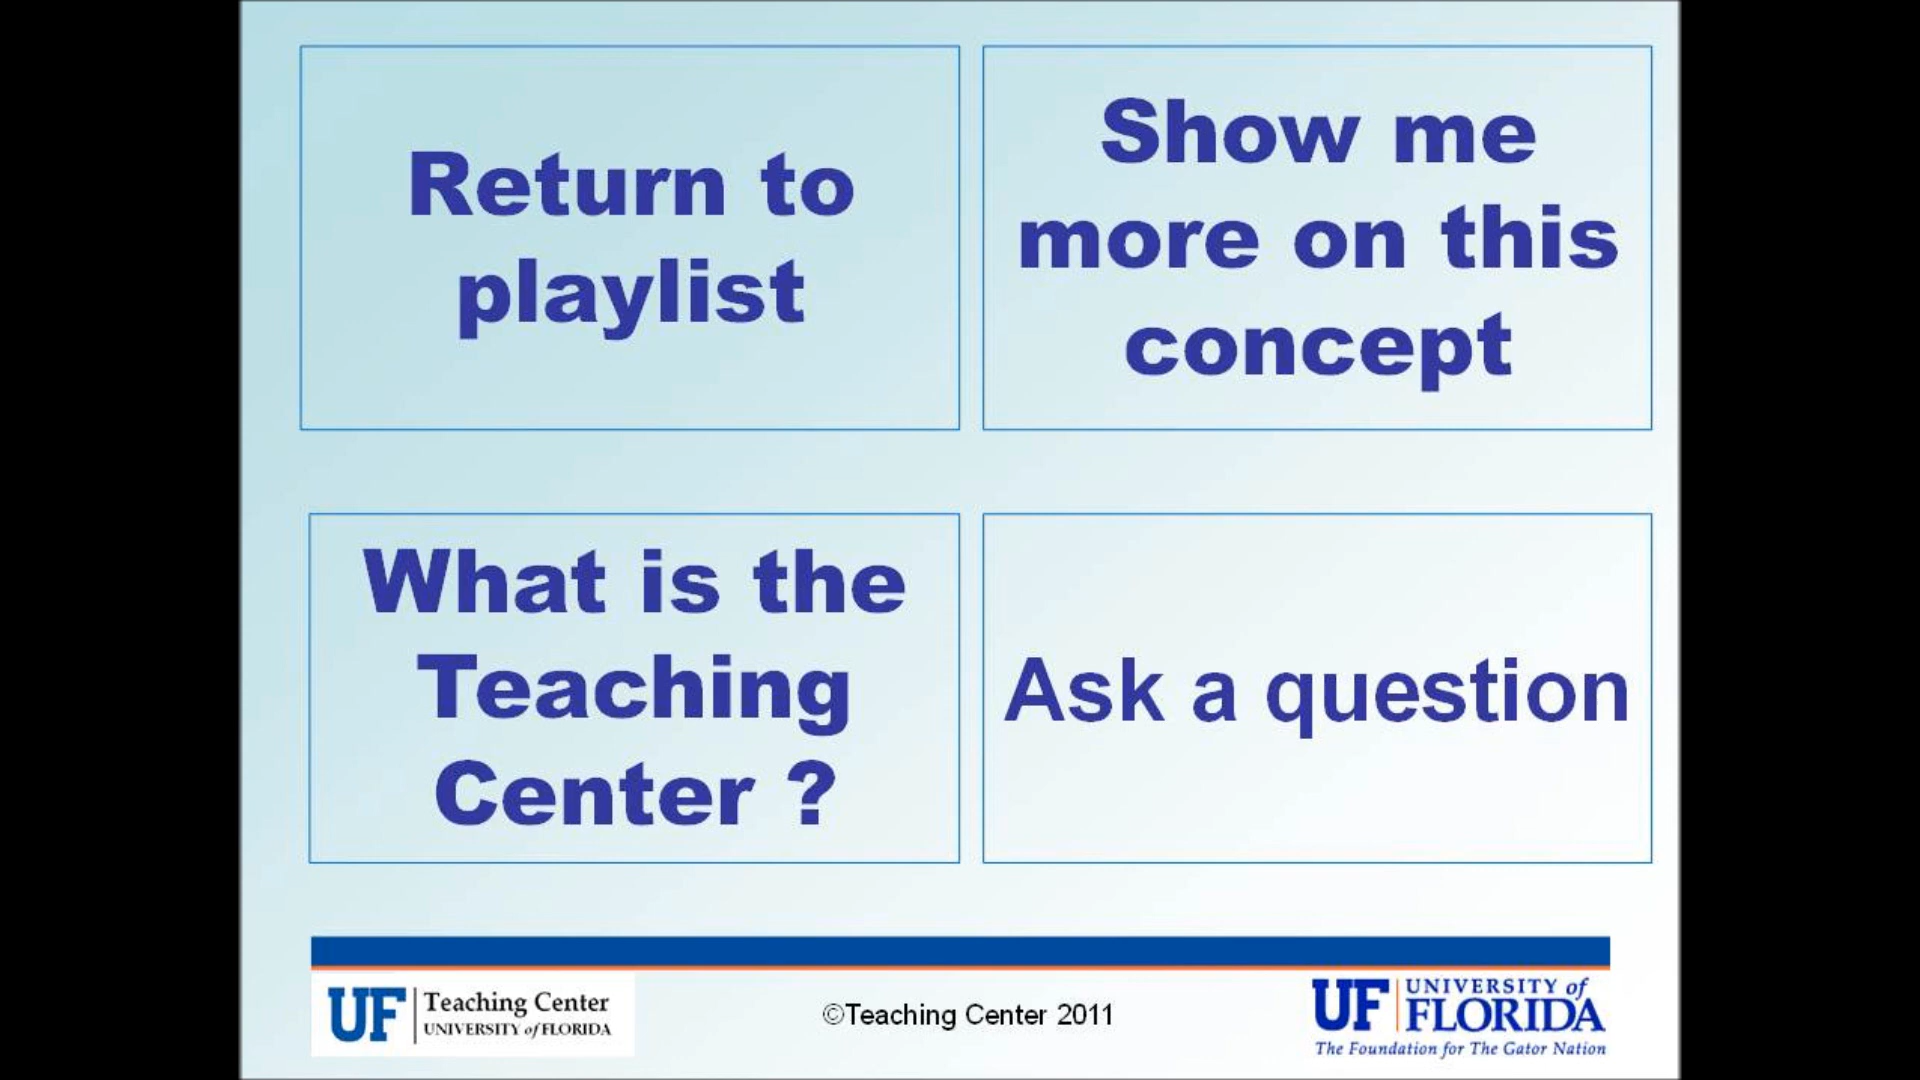 Return to
playlist
Show me
more on this
concept
What is the
Teaching
Center ?
Ask a question
UF Teaching Center
UNIVERSITY of FLORIDA
©Teaching Center 2011
UF UNIVERSITY of
FLORIDA
The Foundation for The Gator Nation